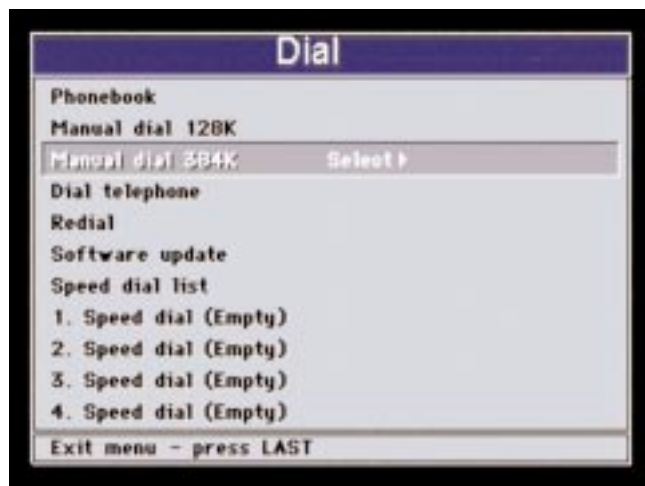 Dial
Phonebook
Manual dial 128K
Manual dial 384K Select
Dial telephone
Redial
Software update
Speed dial list
1. Speed dial (Empty)
2. Speed dial (Empty)
3. Speed dial (Empty)
4. Speed dial (Empty)
Exit menu - press LAST